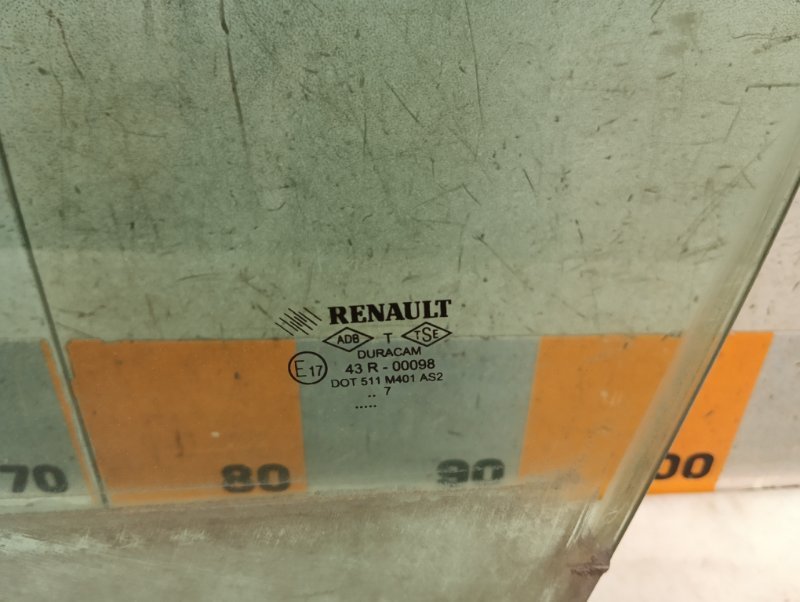 RENAULT
ADB T TSE
DURACAM
E17 43 R - 00098
DOT 511 M401 AS2
.. 7
.....
70 80 90 00